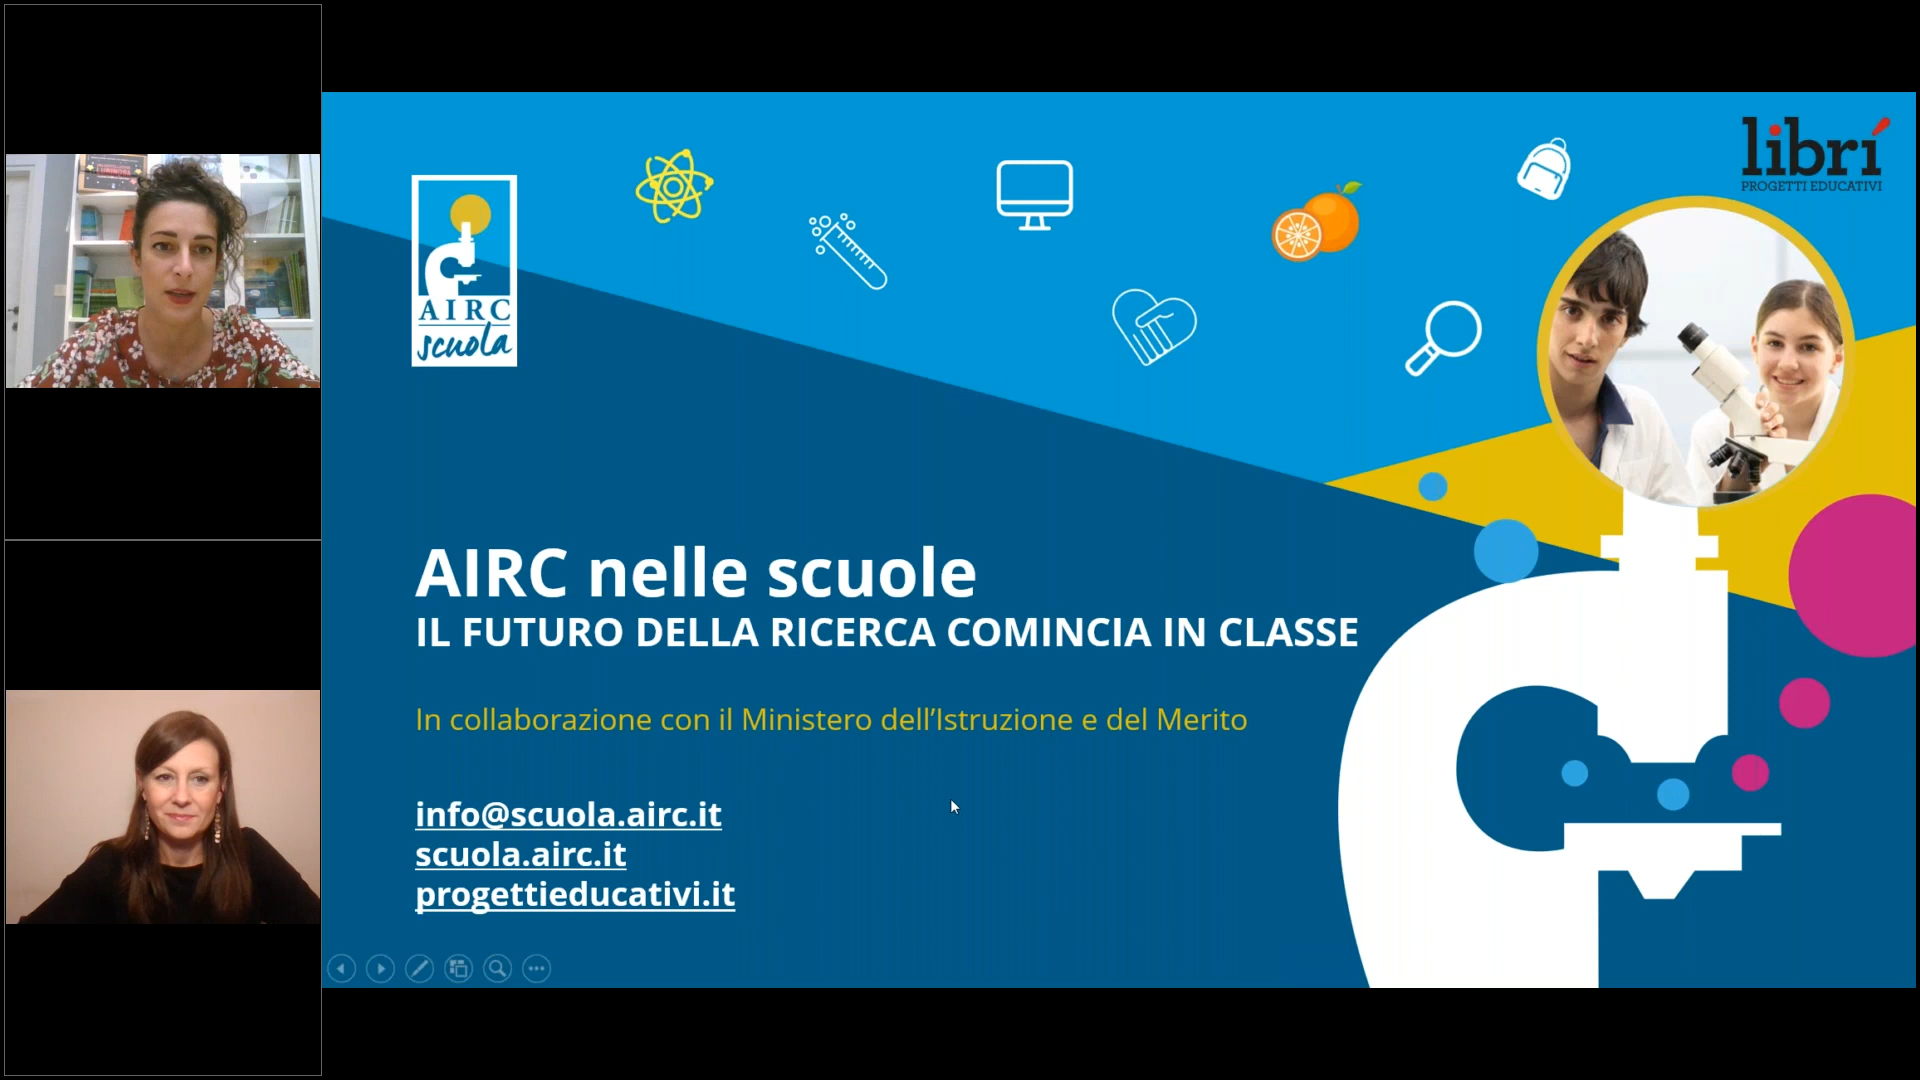 librí
PROGETTI EDUCATIVI
AIRC
scuola
AIRC nelle scuole
IL FUTURO DELLA RICERCA COMINCIA IN CLASSE
In collaborazione con il Ministero dell’Istruzione e del Merito
info@scuola.airc.it
scuola.airc.it
progettieducativi.it